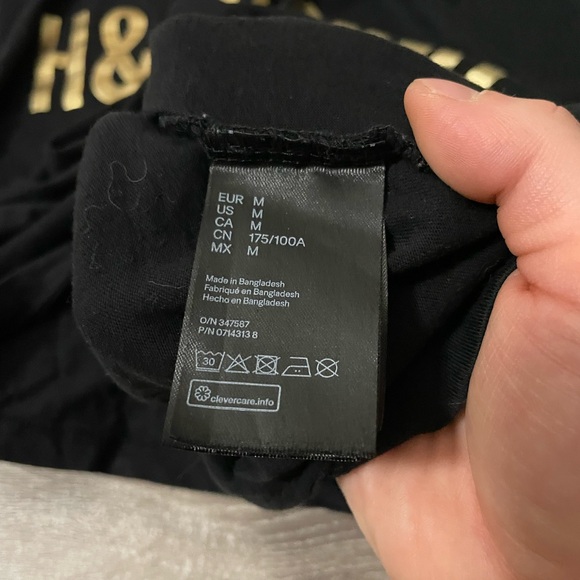 H&
EUR M
US M
CA M
CN 175/100A
MX M
Made in Bangladesh
Fabriqué en Bangladesh
Hecho en Bangladesh
O/N 347587
P/N 0714313 8
30
clevercare.info